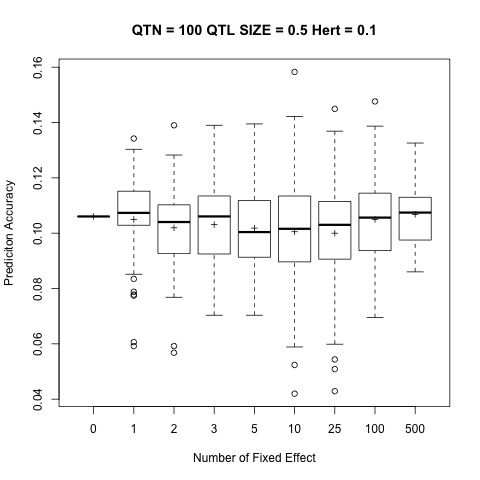 QTN = 100 QTL SIZE = 0.5 Hert = 0.1
Prediciton Accuracy
0.16
0.14
0.12
0.10
0.08
0.06
0.04
0 1 2 3 5 10 25 100 500
Number of Fixed Effect